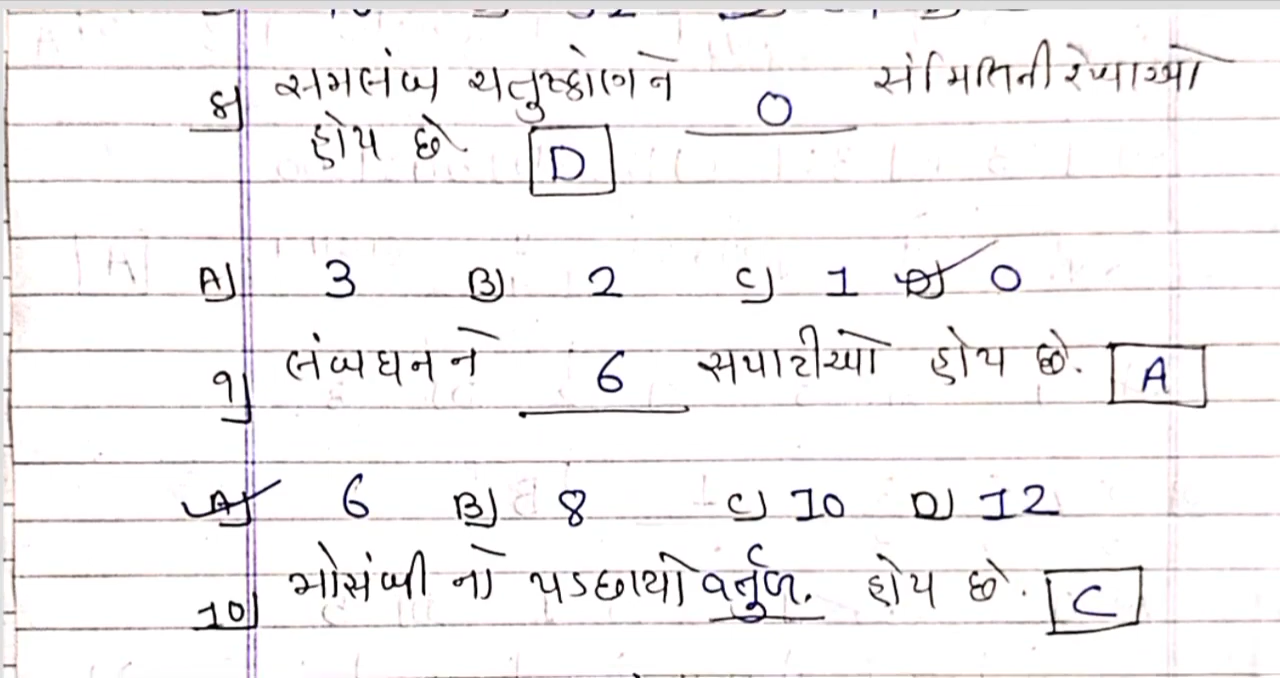 8) સમલંબ ચતુષ્કોણને 0 સંમિતિની રેખાઓ
હોય છે. D
A) 3 B) 2 C) 1 D) 0
9) લંબઘનને 6 સપાટીઓ હોય છે. A
A) 6 B) 8 C) 10 D) 12
10) મોસંબી નો પડછાયો વર્તુળ. હોય છે. C